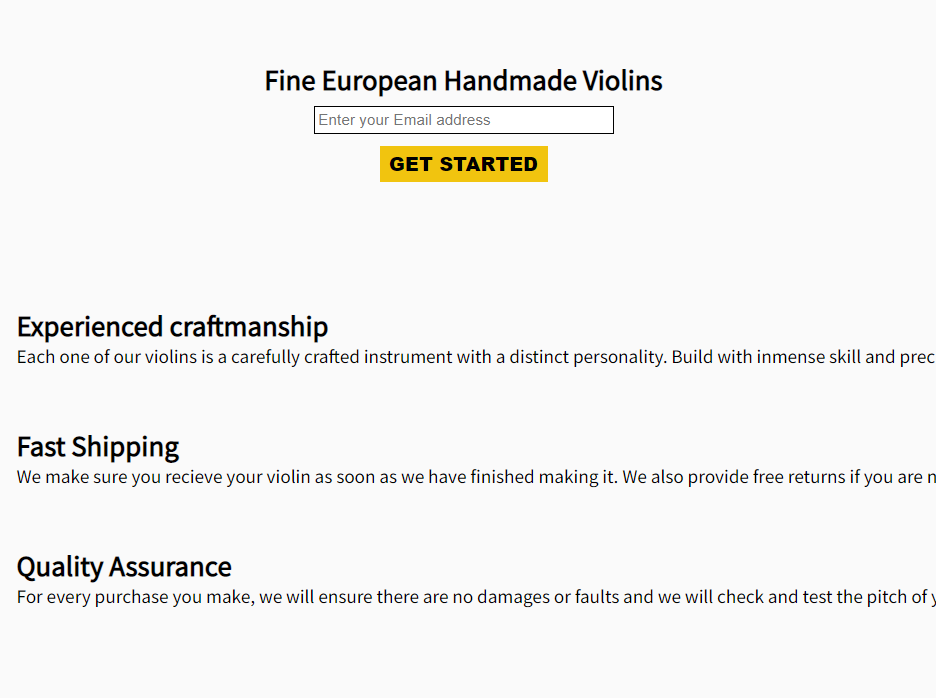 Fine European Handmade Violins
Enter your Email address
GET STARTED
Experienced craftmanship
Each one of our violins is a carefully crafted instrument with a distinct personality. Build with inmense skill and prec
Fast Shipping
We make sure you recieve your violin as soon as we have finished making it. We also provide free returns if you are
Quality Assurance
For every purchase you make, we will ensure there are no damages or faults and we will check and test the pitch of